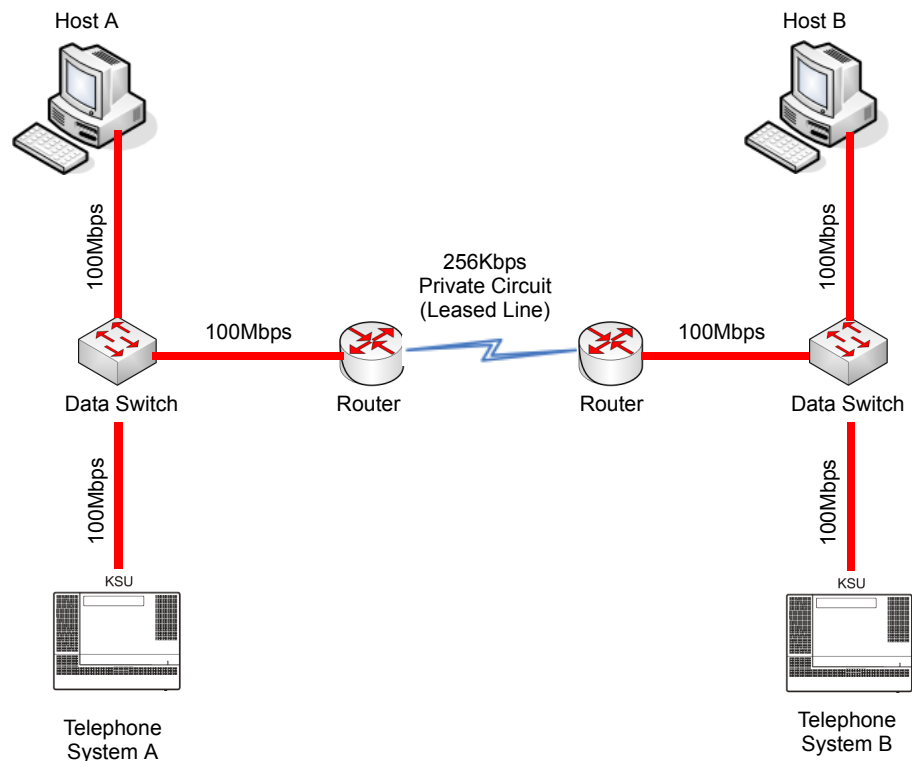 Host A
Host B
100Mbps
100Mbps
256Kbps
Private Circuit
(Leased Line)
100Mbps
100Mbps
Data Switch
Router
Router
Data Switch
100Mbps
100Mbps
KSU
KSU
Telephone
System A
Telephone
System B